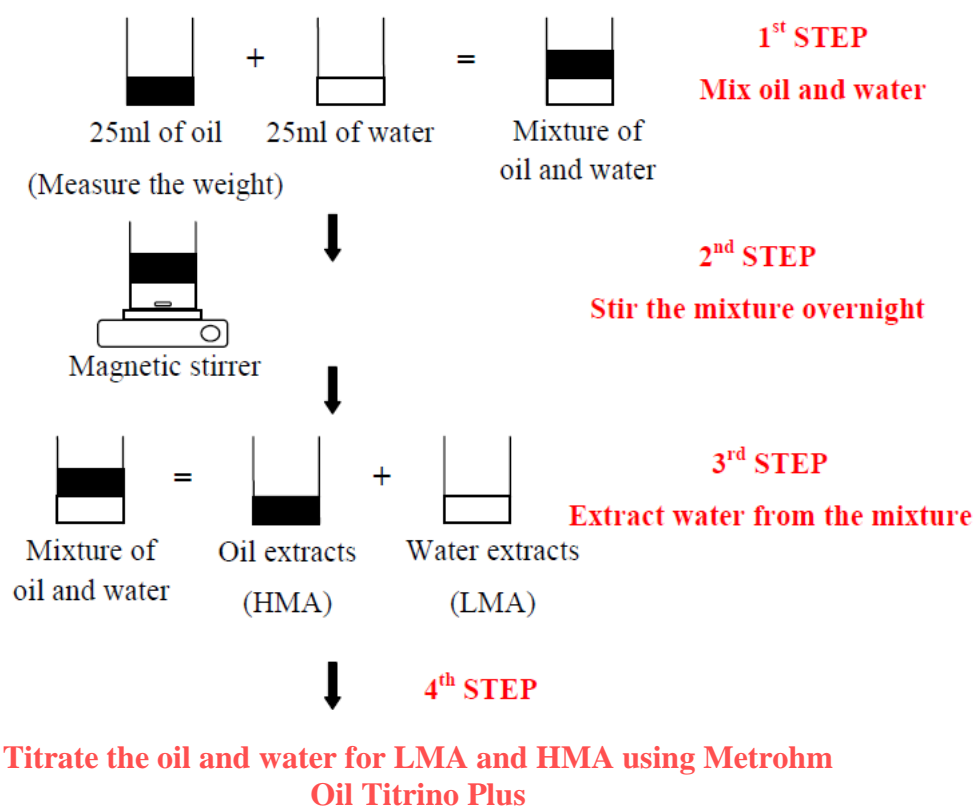 +
=
1st STEP
Mix oil and water
25ml of oil
25ml of water
Mixture of
oil and water
(Measure the weight)
2nd STEP
Stir the mixture overnight
Magnetic stirrer
=
+
3rd STEP
Extract water from the mixture
Mixture of
oil and water
Oil extracts
(HMA)
Water extracts
(LMA)
4th STEP
Titrate the oil and water for LMA and HMA using Metrohm
Oil Titrino Plus